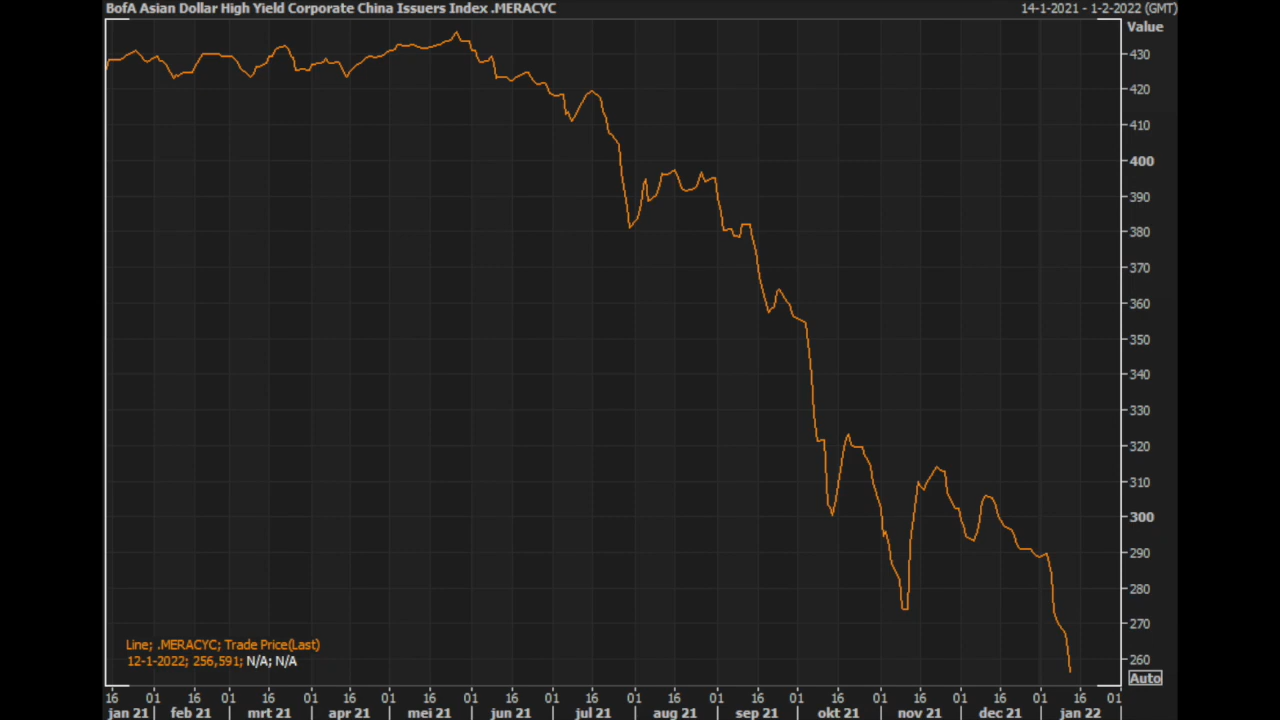 BofA Asian Dollar High Yield Corporate China Issuers Index .MERACYC 14-1-2021 - 1-2-2022 (GMT)
Value
430
420
410
400
390
380
370
360
350
340
330
320
310
300
290
280
270
260
Auto
Line; .MERACYC; Trade Price(Last)
12-1-2022; 256,591; N/A; N/A
16 01 16 01 16 01 16 01 16 01 16 01 16 01 16 01 16 01 16 01 16 01 16 01 16 01
jan 21 feb 21 mrt 21 apr 21 mei 21 jun 21 jul 21 aug 21 sep 21 okt 21 nov 21 dec 21 jan 22